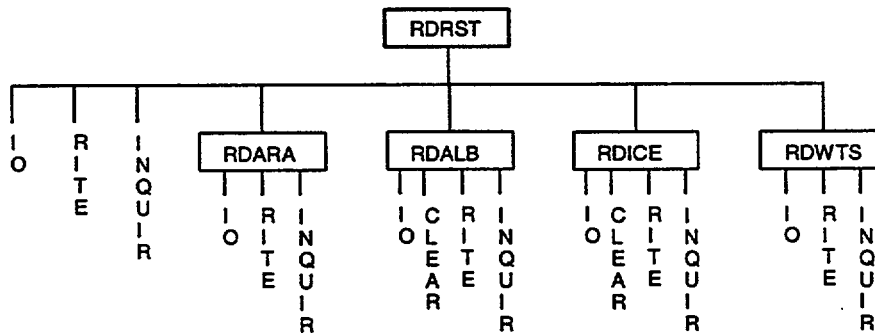 RDRST
IO
RITE
INQUIR
RDARA
RDALB
RDICE
RDWTS
IO
RITE
INQUIR
IO
CLEAR
RITE
INQUIR
IO
CLEAR
RITE
INQUIR
IO
RITE
INQUIR